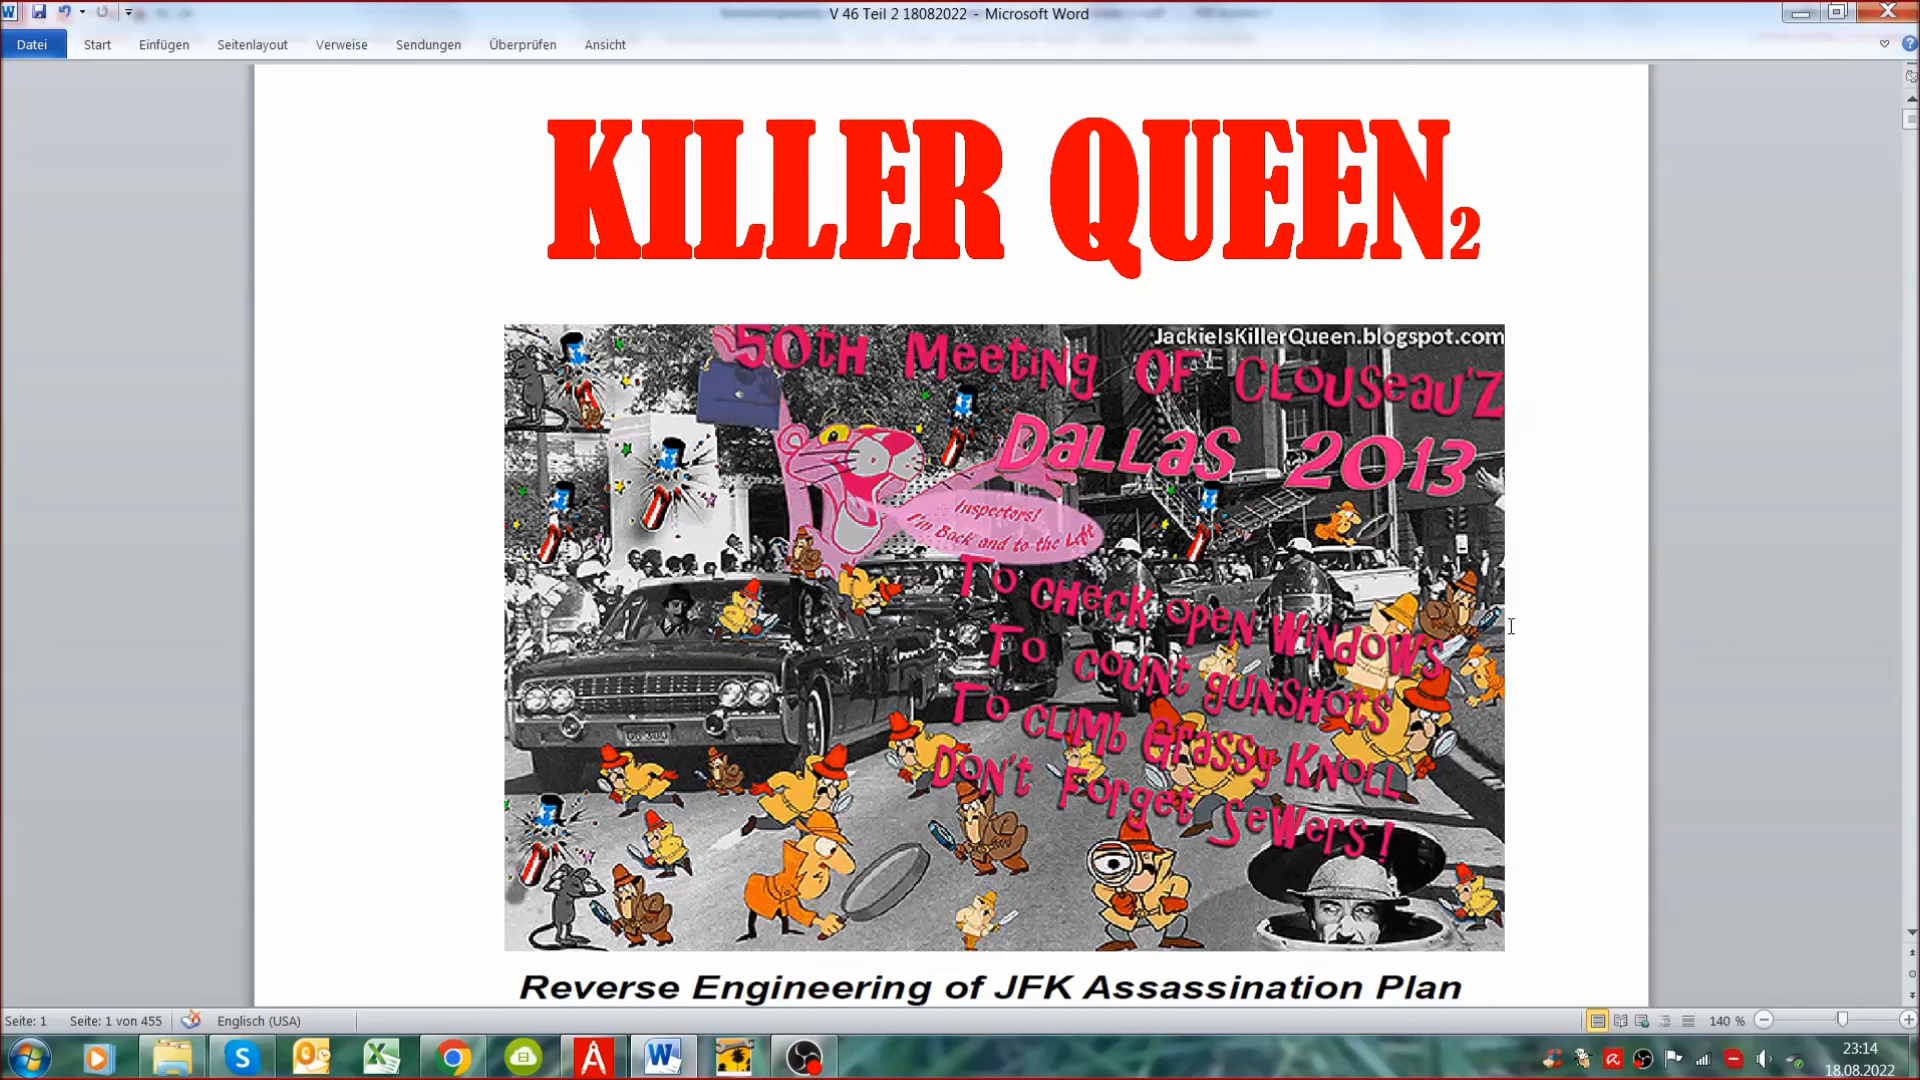 V 46 Teil 2 18082022 - Microsoft Word
Datei Start Einfügen Seitenlayout Verweise Sendungen Überprüfen Ansicht
KILLER QUEEN2
JackieIsKillerQueen.blogspot.com
50th Meeting OF Clouseau'z
Dallas 2013
Inspectors!
I'm Back and to the Left
To check open Windows
To count gunshots
To climb Grassy Knoll
Don't Forget Sewers!
Reverse Engineering of JFK Assassination Plan
Seite: 1 Seite: 1 von 455 Englisch (USA) 140 %
23:14
18.08.2022